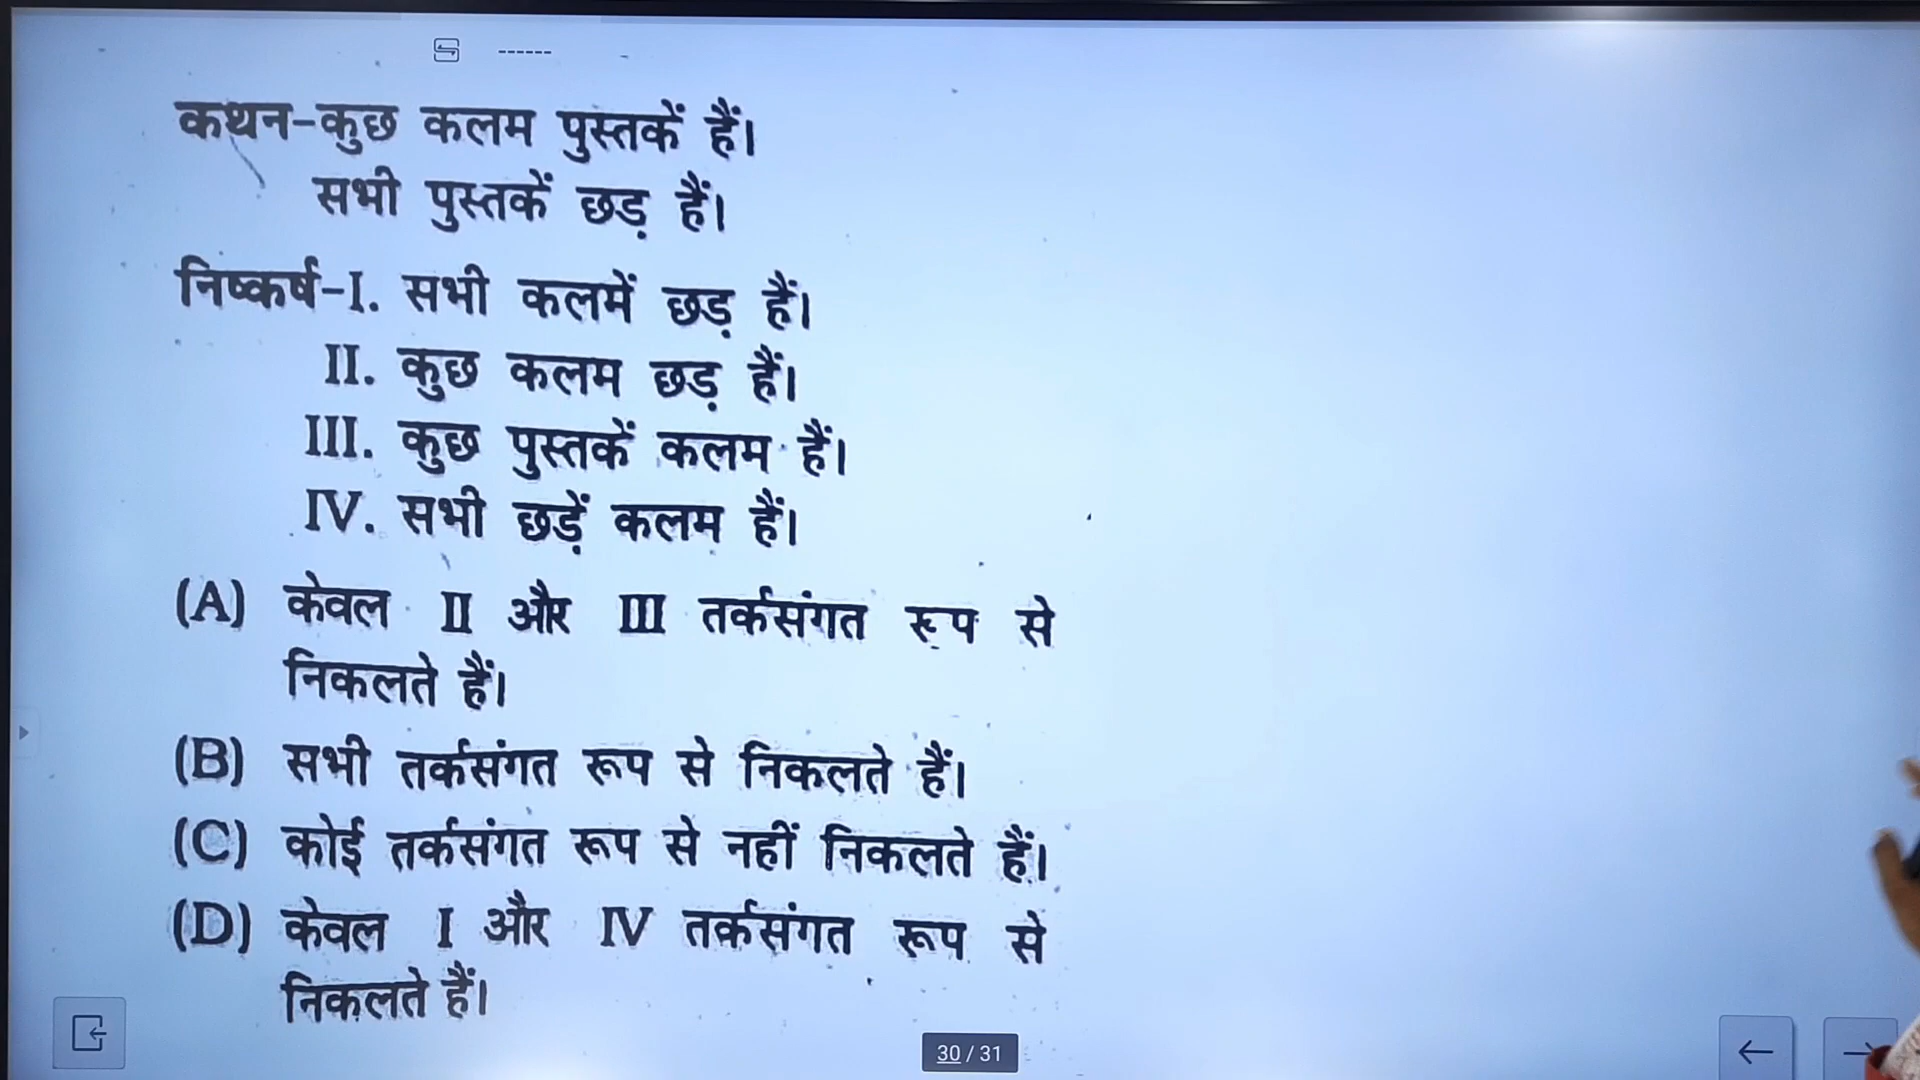 कथन-कुछ कलम पुस्तकें हैं।
सभी पुस्तकें छड़ हैं।
निष्कर्ष-I. सभी कलमें छड़ हैं।
II. कुछ कलम छड़ हैं।
III. कुछ पुस्तकें कलम हैं।
IV. सभी छड़ें कलम हैं।
(A) केवल II और III तर्कसंगत रूप से
निकलते हैं।
(B) सभी तर्कसंगत रूप से निकलते हैं।
(C) कोई तर्कसंगत रूप से नहीं निकलते हैं।
(D) केवल I और IV तर्कसंगत रूप से
निकलते हैं।
30 / 31